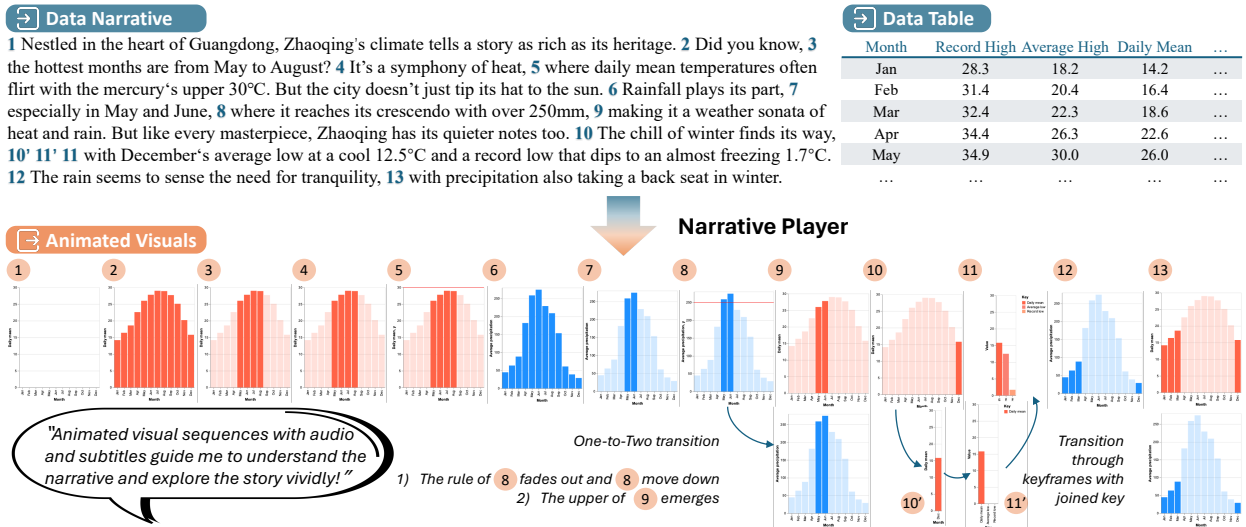 Data Narrative
1 Nestled in the heart of Guangdong, Zhaoqing's climate tells a story as rich as its heritage. 2 Did you know, 3
the hottest months are from May to August? 4 It's a symphony of heat, 5 where daily mean temperatures often
flirt with the mercury's upper 30℃. But the city doesn't just tip its hat to the sun. 6 Rainfall plays its part, 7
especially in May and June, 8 where it reaches its crescendo with over 250mm, 9 making it a weather sonata of
heat and rain. But like every masterpiece, Zhaoqing has its quieter notes too. 10 The chill of winter finds its way,
10' 11' 11 with December's average low at a cool 12.5°C and a record low that dips to an almost freezing 1.7°C.
12 The rain seems to sense the need for tranquility, 13 with precipitation also taking a back seat in winter.
Data Table
Month Record High Average High Daily Mean …
Jan 28.3 18.2 14.2 …
Feb 31.4 20.4 16.4 …
Mar 32.4 22.3 18.6 …
Apr 34.4 26.3 22.6 …
May 34.9 30.0 26.0 …
… … … … …
Narrative Player
Animated Visuals
1 2 3 4 5 6 7 8 9 10 11 12 13
"Animated visual sequences with audio
and subtitles guide me to understand the
narrative and explore the story vividly!"
One-to-Two transition
1) The rule of 8 fades out and 8 move down
2) The upper of 9 emerges
10'
11'
Transition
through
keyframes with
joined key